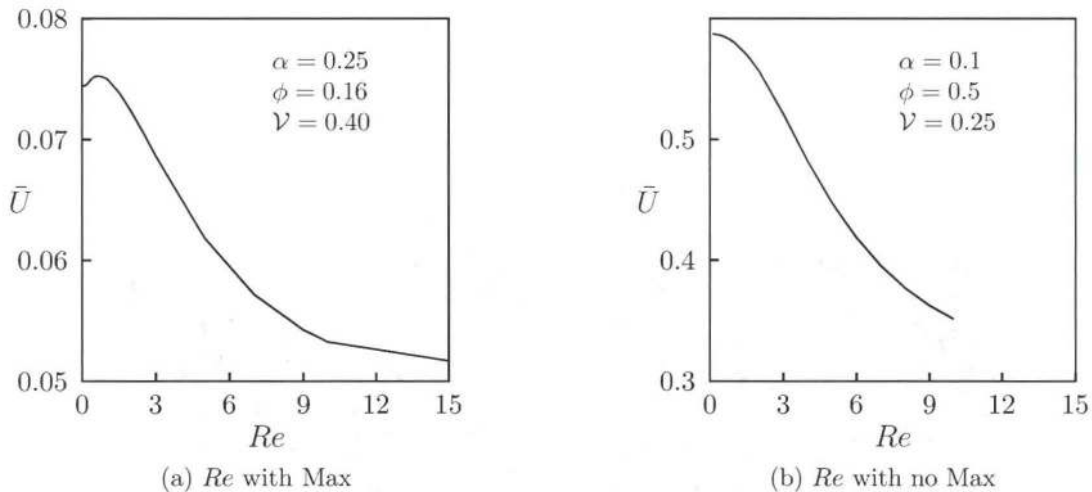 0.08
0.07
0.06
0.05
Ū
α = 0.25
ϕ = 0.16
𝒱 = 0.40
0 3 6 9 12 15
Re
(a) Re with Max
0.5
0.4
0.3
Ū
α = 0.1
ϕ = 0.5
𝒱 = 0.25
0 3 6 9 12 15
Re
(b) Re with no Max